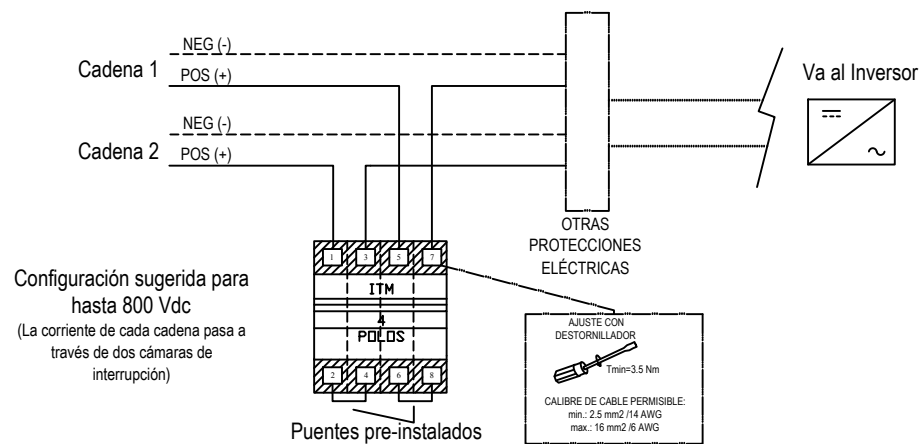 NEG (-)
Cadena 1
POS (+)
NEG (-)
Cadena 2
POS (+)
Va al Inversor
OTRAS
PROTECCIONES
ELÉCTRICAS
1 3 5 7
ITM
4
POLOS
2 4 6 8
Configuración sugerida para
hasta 800 Vdc
(La corriente de cada cadena pasa a
través de dos cámaras de
interrupción)
Puentes pre-instalados
AJUSTE CON
DESTORNILLADOR
Tmin=3.5 Nm
CALIBRE DE CABLE PERMISIBLE:
min.: 2.5 mm2 /14 AWG
max.: 16 mm2 /6 AWG